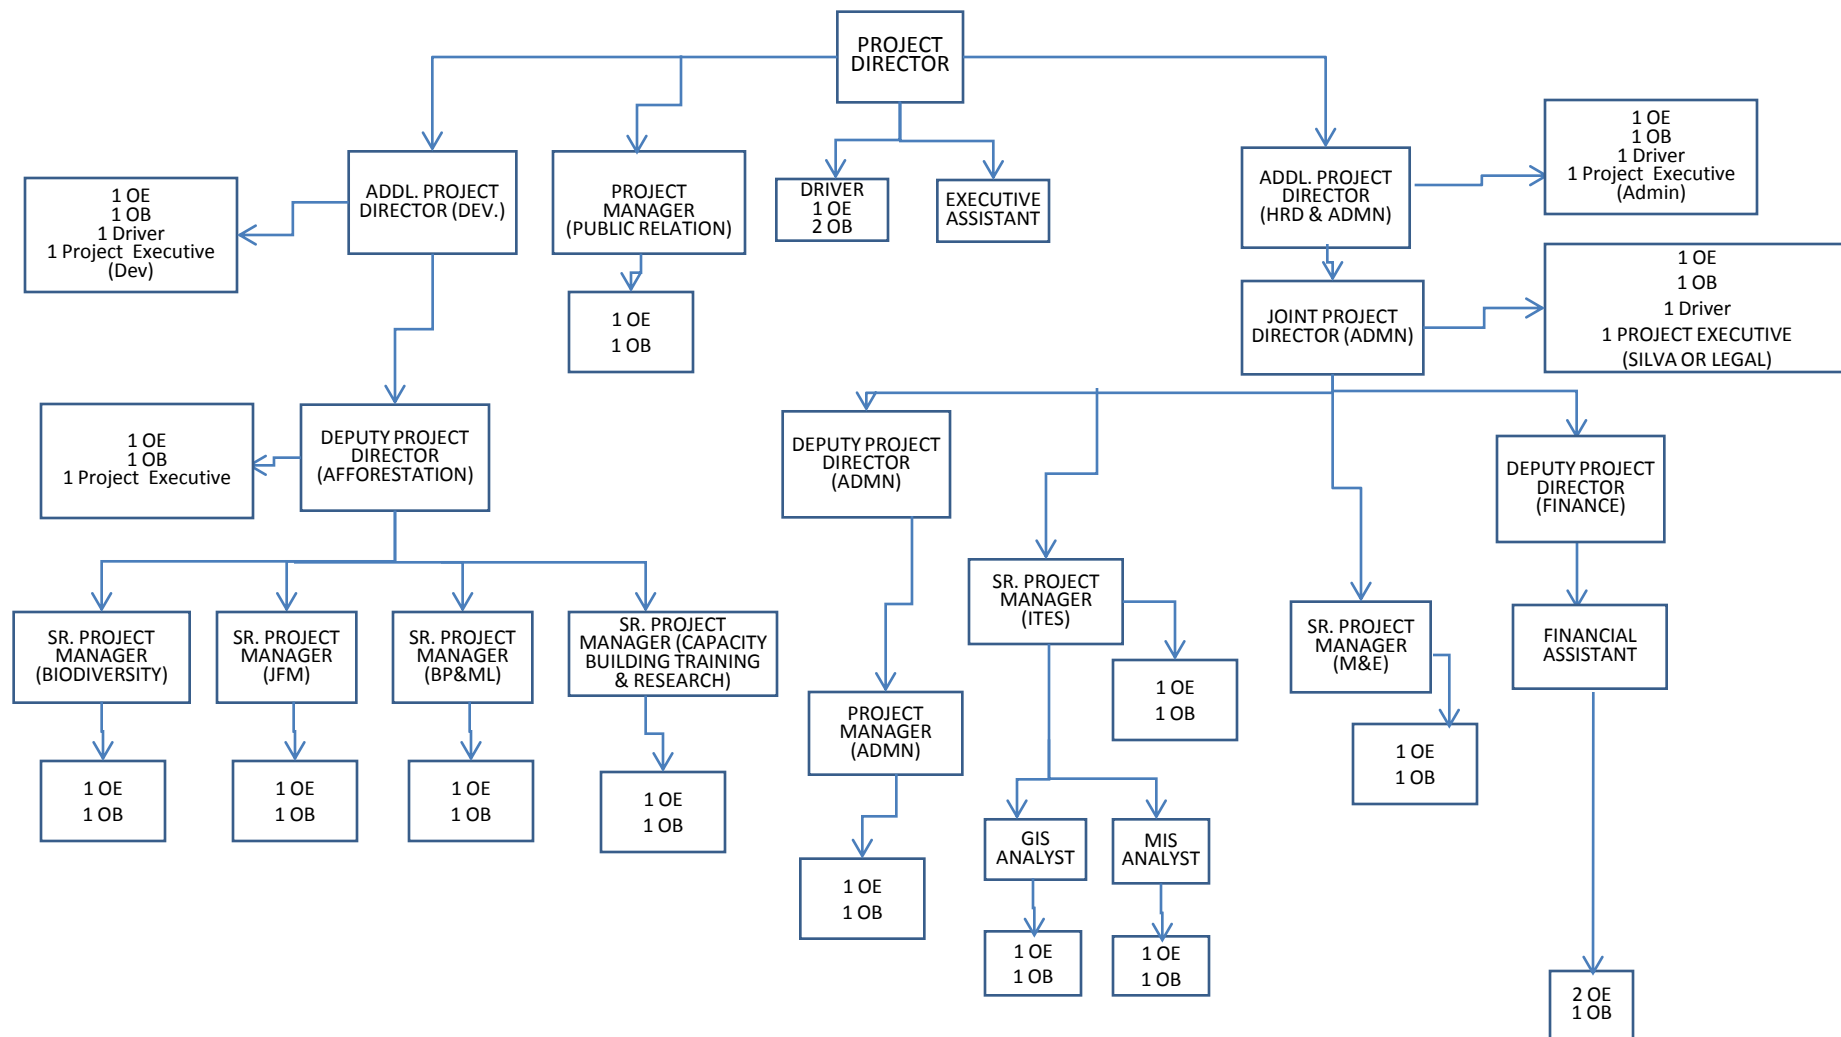 PROJECT
DIRECTOR
1 OE
1 OB
1 Driver
1 Project Executive
(Dev)
ADDL. PROJECT
DIRECTOR (DEV.)
PROJECT
MANAGER
(PUBLIC RELATION)
DRIVER
1 OE
2 OB
EXECUTIVE
ASSISTANT
ADDL. PROJECT
DIRECTOR
(HRD & ADMN)
1 OE
1 OB
1 Driver
1 Project Executive
(Admin)
1 OE
1 OB
JOINT PROJECT
DIRECTOR (ADMN)
1 OE
1 OB
1 Driver
1 PROJECT EXECUTIVE
(SILVA OR LEGAL)
1 OE
1 OB
1 Project Executive
DEPUTY PROJECT
DIRECTOR
(AFFORESTATION)
DEPUTY PROJECT
DIRECTOR
(ADMN)
DEPUTY PROJECT
DIRECTOR
(FINANCE)
SR. PROJECT
MANAGER
(BIODIVERSITY)
SR. PROJECT
MANAGER
(JFM)
SR. PROJECT
MANAGER
(BP&ML)
SR. PROJECT
MANAGER (CAPACITY
BUILDING TRAINING
& RESEARCH)
SR. PROJECT
MANAGER
(ITES)
SR. PROJECT
MANAGER
(M&E)
FINANCIAL
ASSISTANT
1 OE
1 OB
PROJECT
MANAGER
(ADMN)
1 OE
1 OB
1 OE
1 OB
1 OE
1 OB
1 OE
1 OB
1 OE
1 OB
1 OE
1 OB
GIS
ANALYST
MIS
ANALYST
1 OE
1 OB
1 OE
1 OB
1 OE
1 OB
2 OE
1 OB